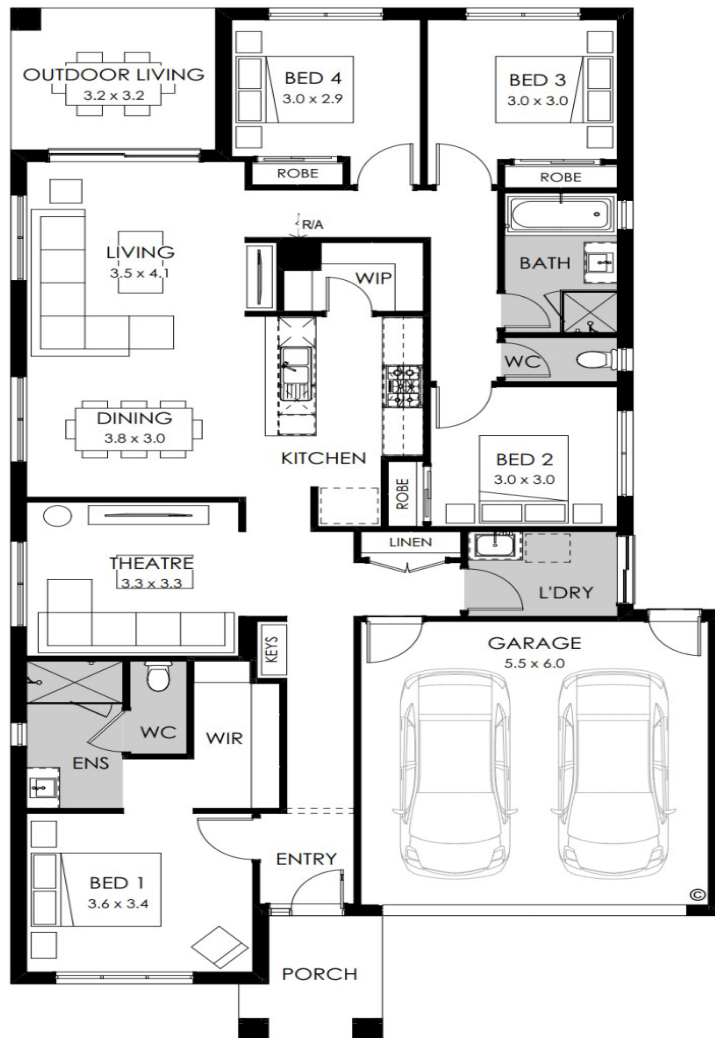 OUTDOOR LIVING
3.2 x 3.2
BED 4
3.0 x 2.9
BED 3
3.0 x 3.0
ROBE
ROBE
R/A
LIVING
3.5 x 4.1
WIP
BATH
WC
DINING
3.8 x 3.0
KITCHEN
BED 2
3.0 x 3.0
ROBE
LINEN
THEATRE
3.3 x 3.3
L'DRY
KEYS
GARAGE
5.5 x 6.0
WC
WIR
ENS
ENTRY
BED 1
3.6 x 3.4
©
PORCH